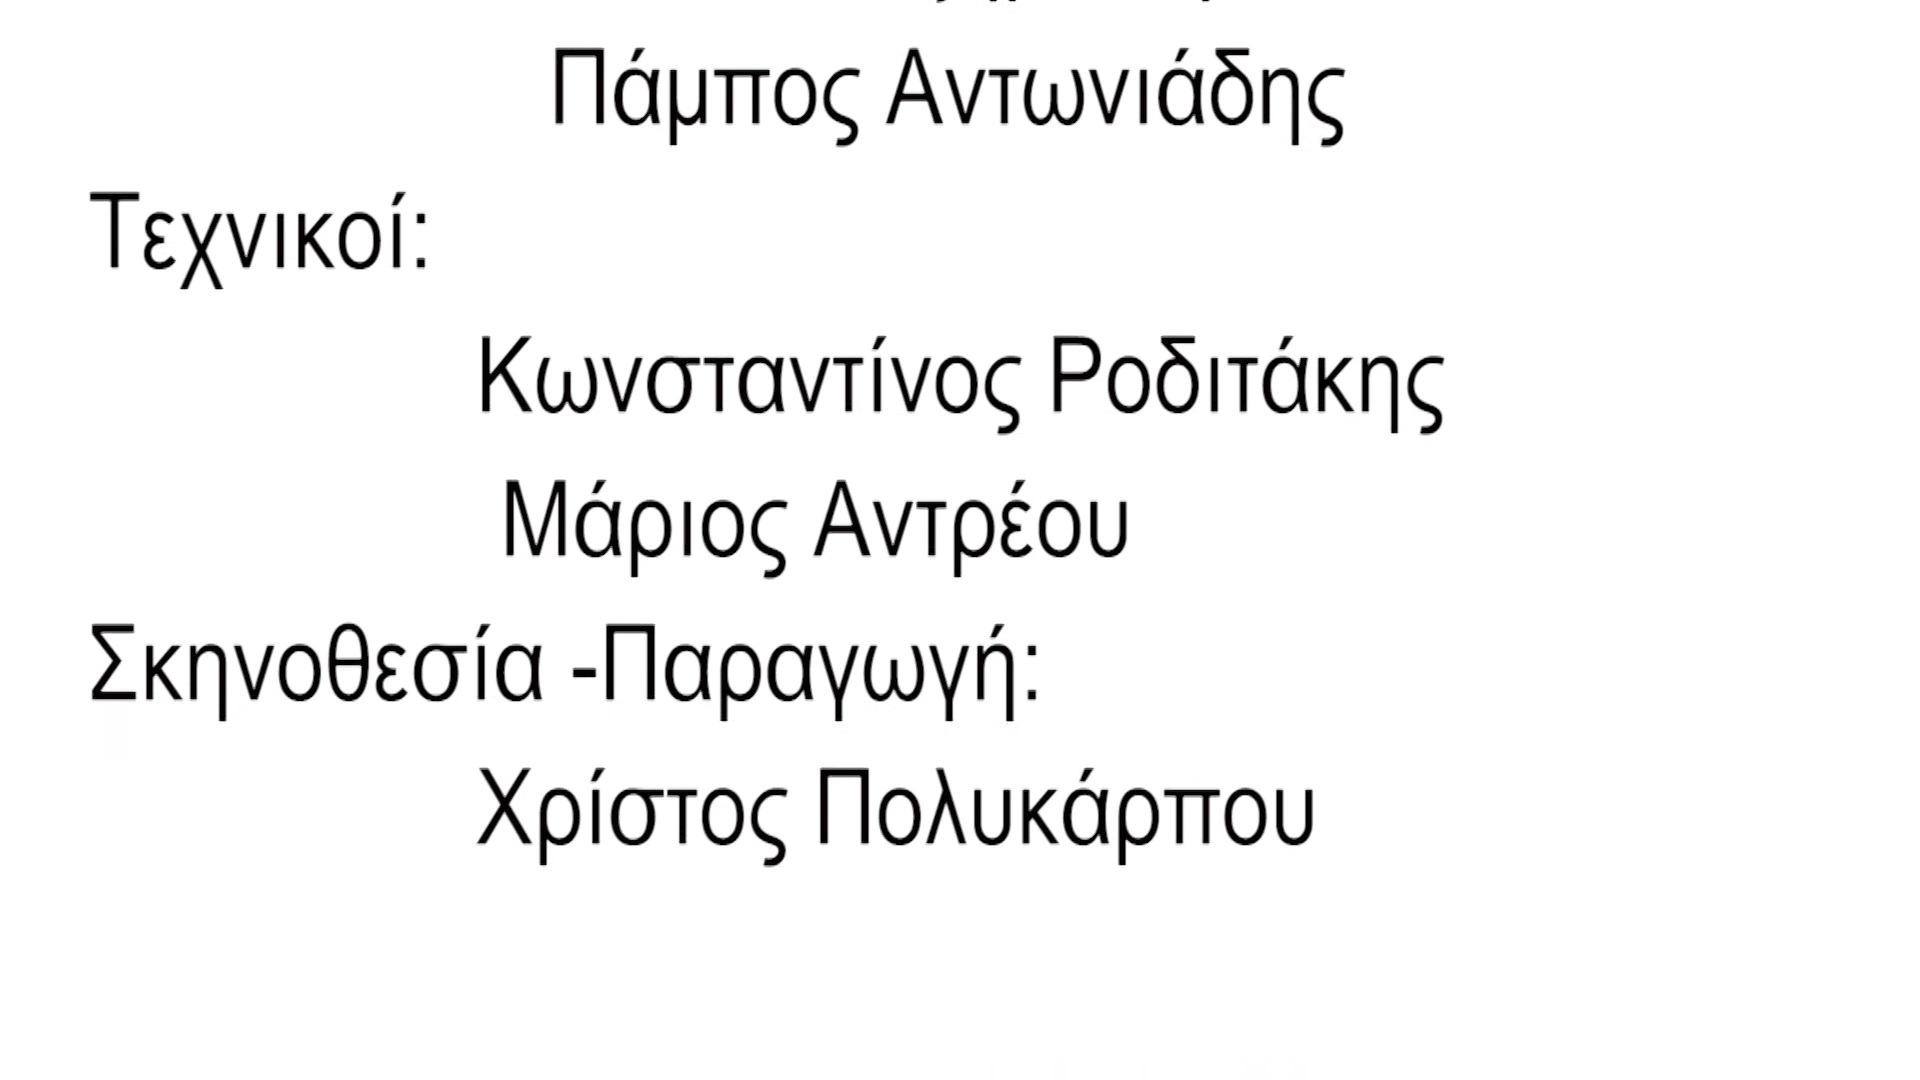 Πάμπος Αντωνιάδης
Τεχνικοί:
Κωνσταντίνος Ροδιτάκης
Μάριος Αντρέου
Σκηνοθεσία -Παραγωγή:
Χρίστος Πολυκάρπου